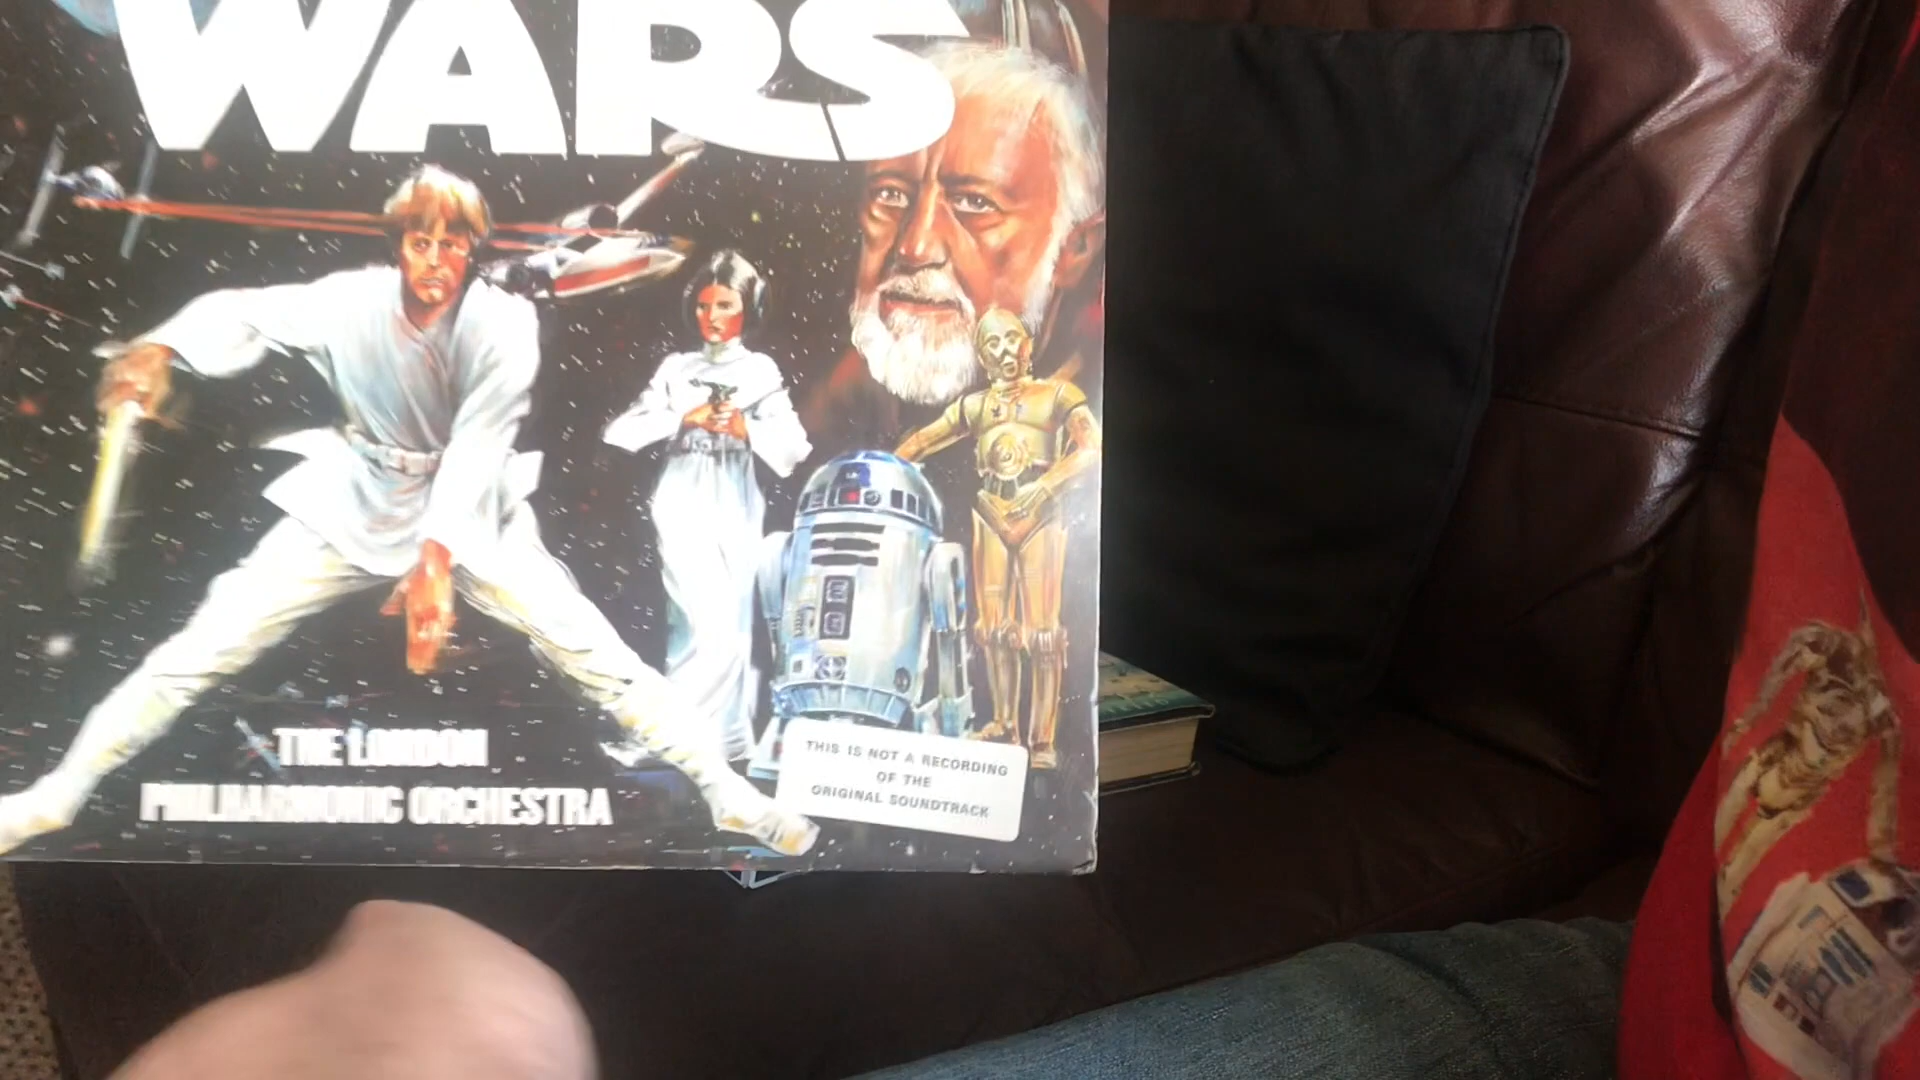 WARS
THE LONDON
PHILHARMONIC ORCHESTRA
THIS IS NOT A RECORDING
OF THE
ORIGINAL SOUNDTRACK